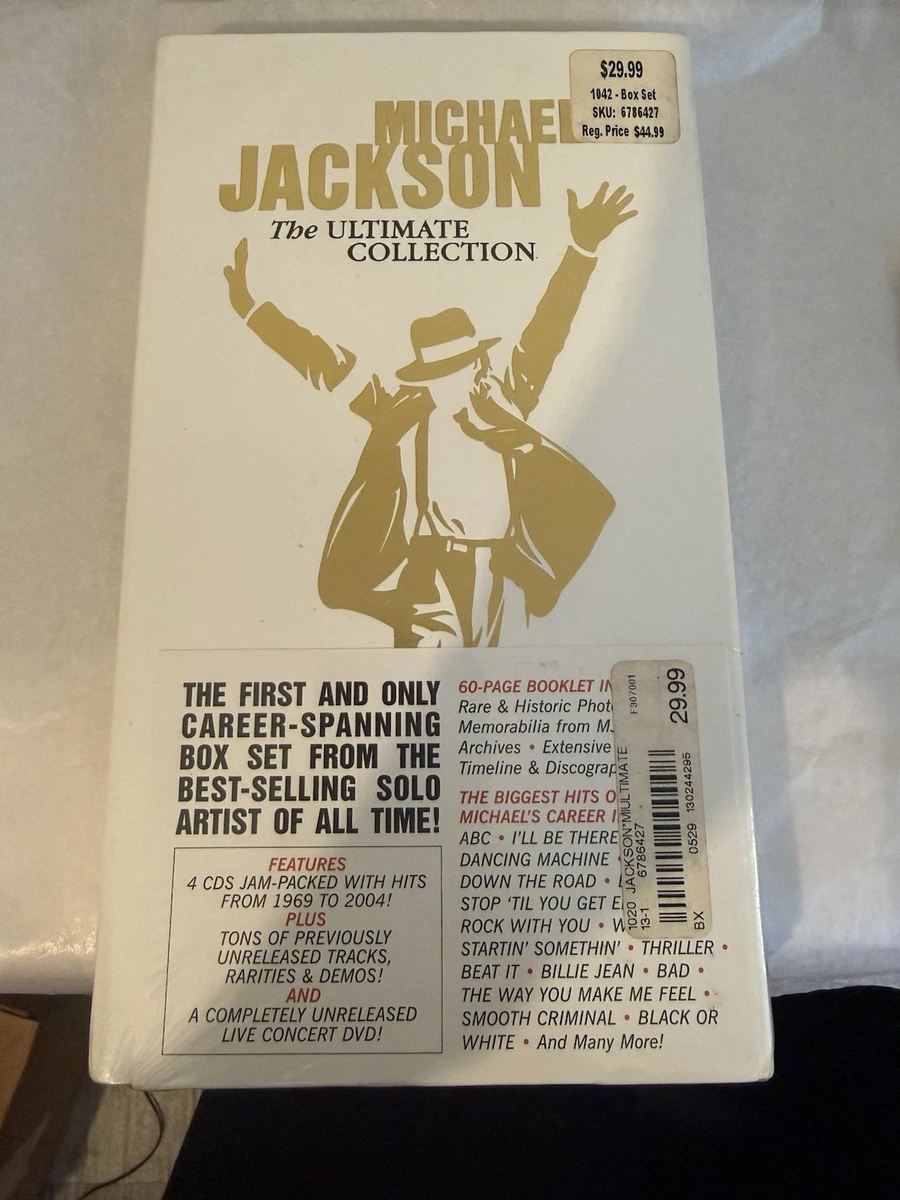 $29.99
1042 - Box Set
SKU: 6786427
Reg. Price $44.99
MICHAEL
JACKSON
The ULTIMATE
COLLECTION
THE FIRST AND ONLY
CAREER-SPANNING
BOX SET FROM THE
BEST-SELLING SOLO
ARTIST OF ALL TIME!
FEATURES
4 CDS JAM-PACKED WITH HITS
FROM 1969 TO 2004!
PLUS
TONS OF PREVIOUSLY
UNRELEASED TRACKS,
RARITIES & DEMOS!
AND
A COMPLETELY UNRELEASED
LIVE CONCERT DVD!
60-PAGE BOOKLET
Rare & Historic
Memorabilia from
Archives • Extensive
Timeline &
THE BIGGEST HITS
MICHAEL'S CAREER
ABC • I'LL BE THERE
DANCING MACHINE
DOWN THE ROAD •
STOP 'TIL YOU GET
ROCK WITH YOU •
STARTIN' SOMETHIN' • THRILLER •
BEAT IT • BILLIE JEAN • BAD •
THE WAY YOU MAKE ME FEEL •
SMOOTH CRIMINAL • BLACK OR
WHITE • And Many More!
1020 JACKSON*M\ULTIMATE
13-1 6786427
F307001
29.99
0529 130244295
BX